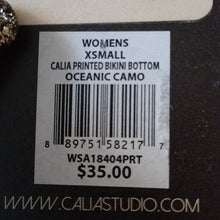 WOMENS
XSMALL
CALIA PRINTED BIKINI BOTTOM
OCEANIC CAMO
8 89751 58217 7
WSA18404PRT
$35.00
WWW.CALIASTUDIO.COM